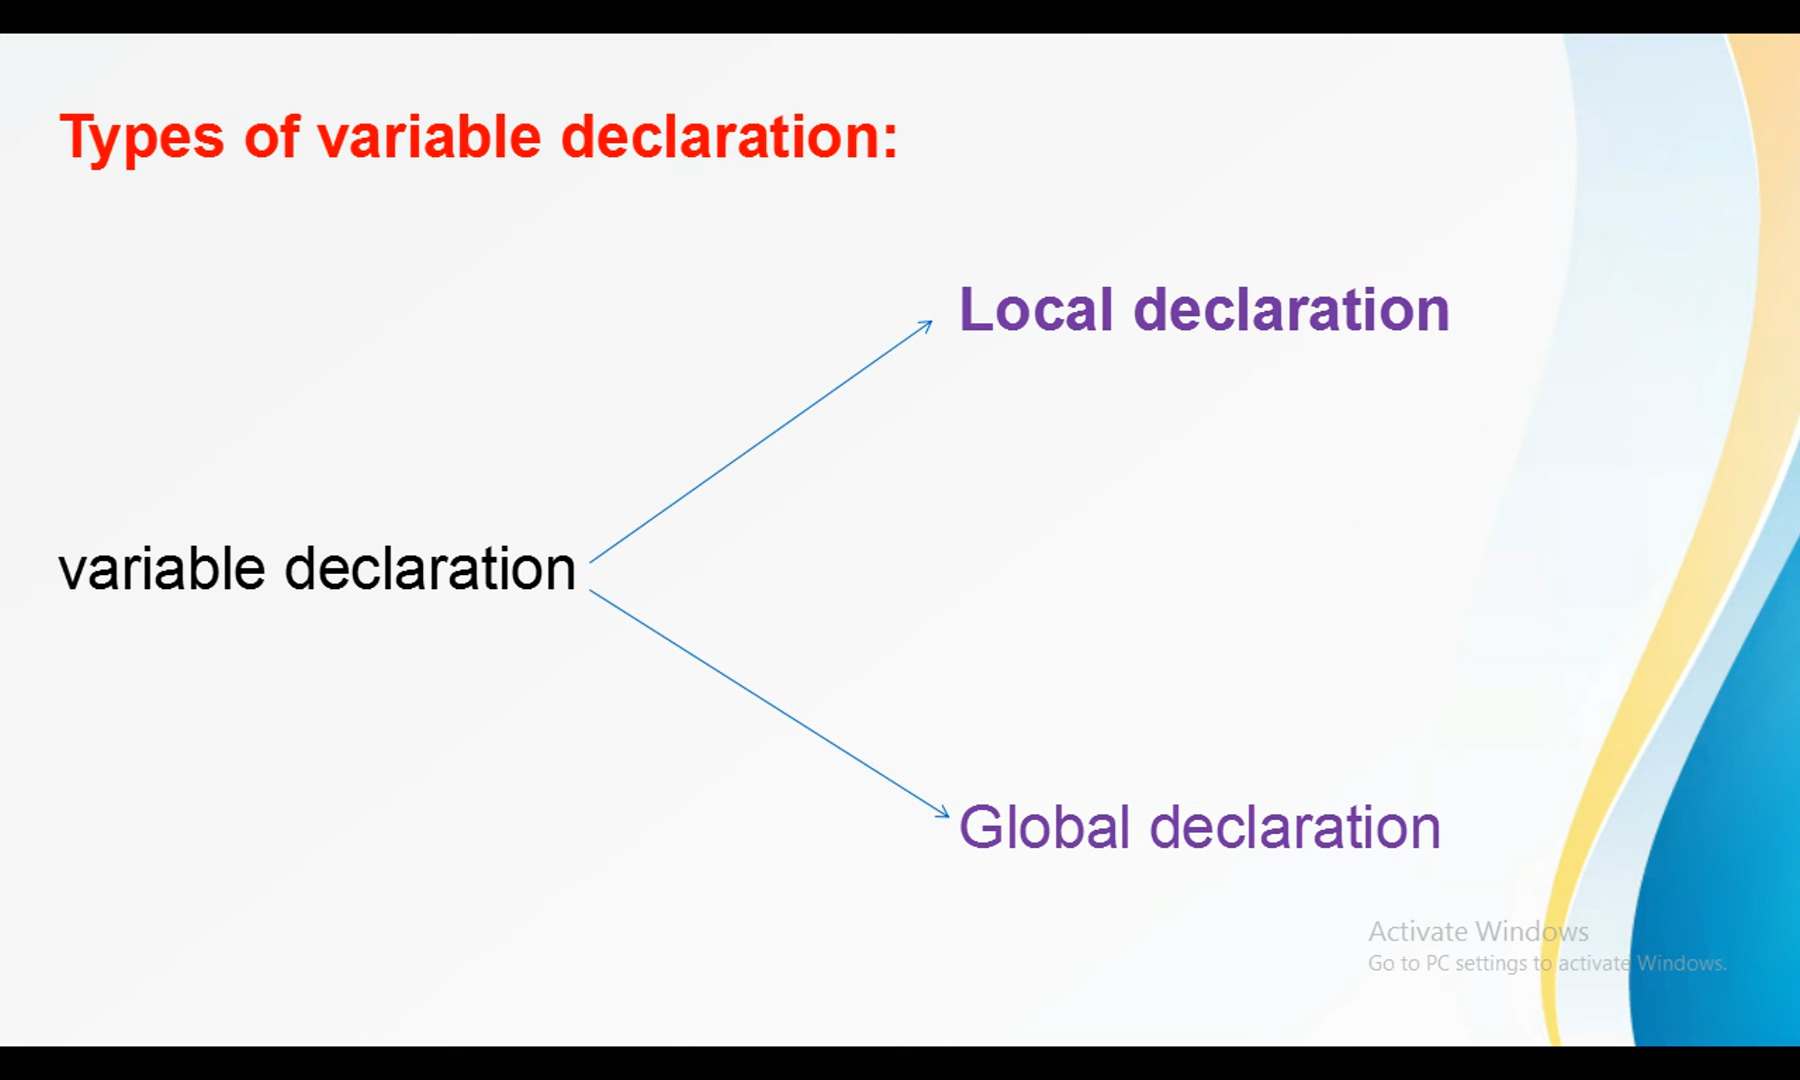 Types of variable declaration:
Local declaration
variable declaration
Global declaration
Activate Windows
Go to PC settings to activate Windows.